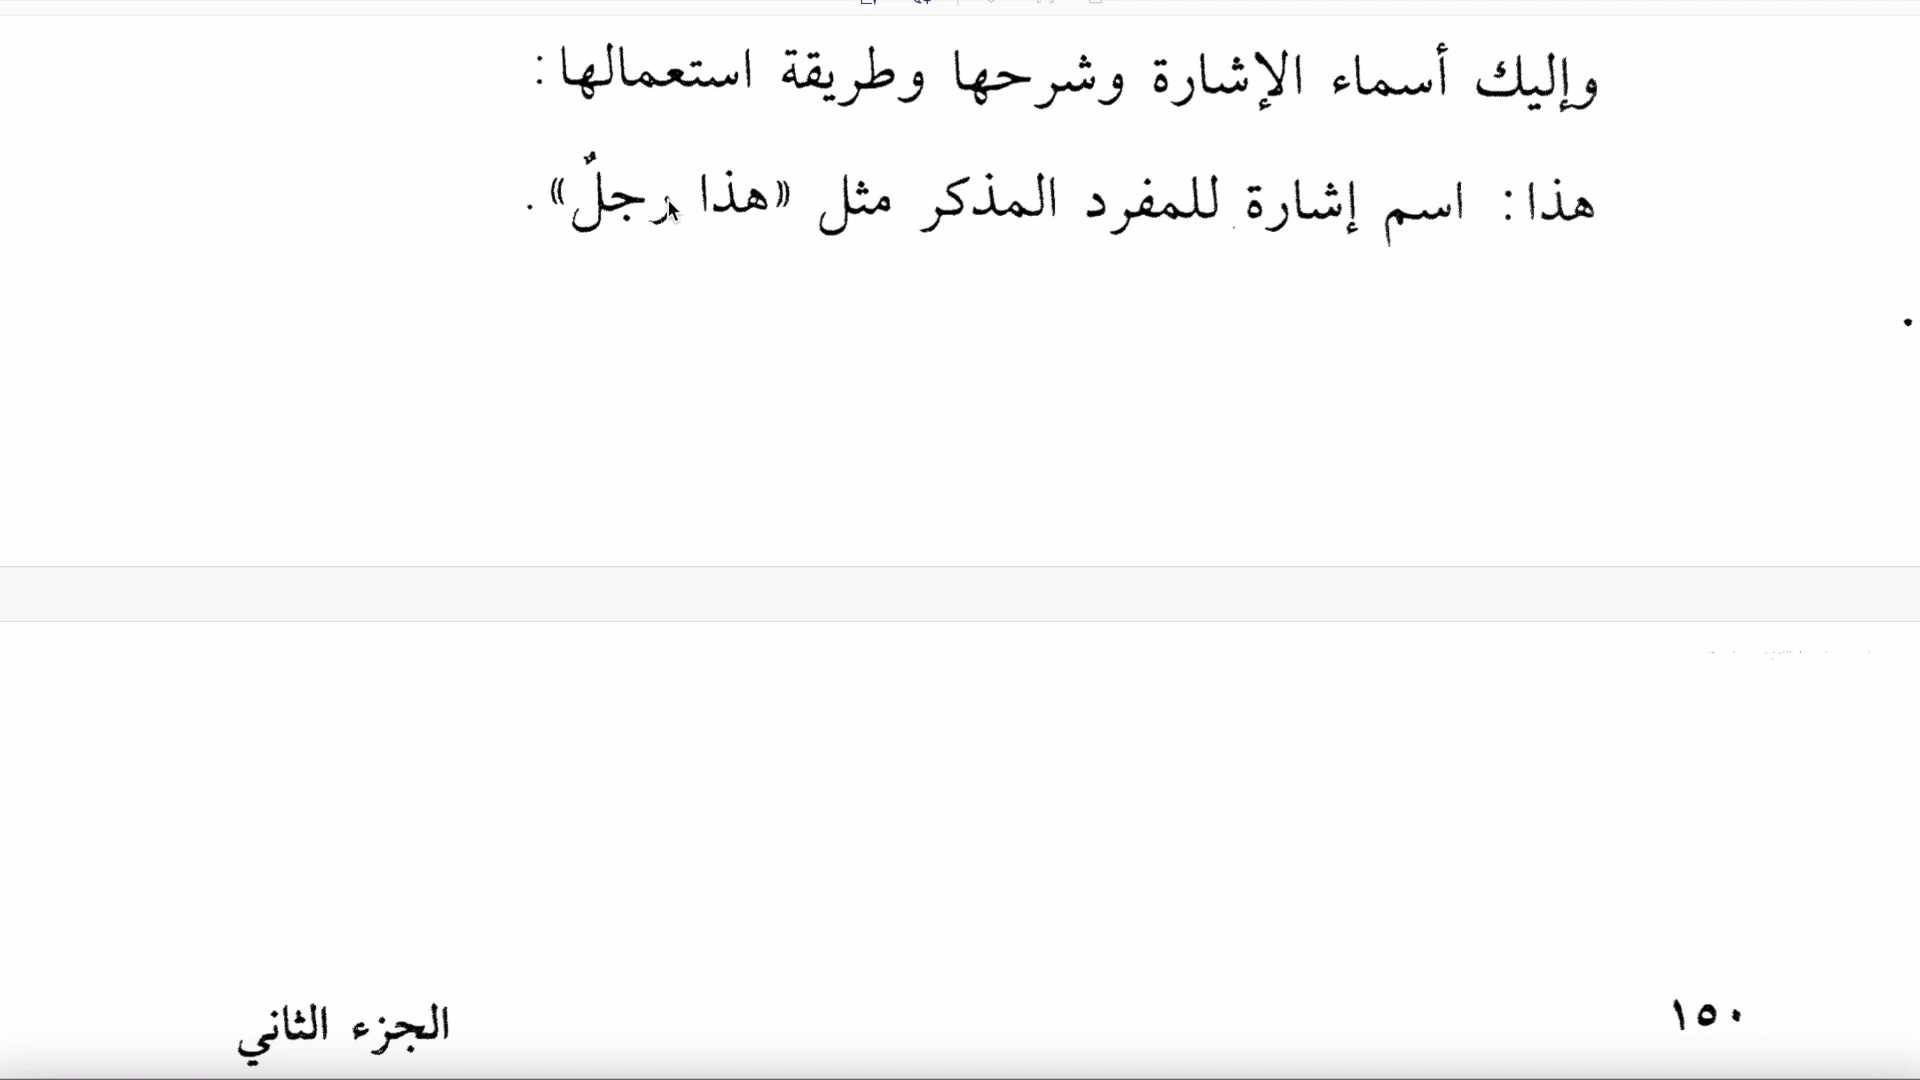 وإليك أسماء الإشارة وشرحها وطريقة استعمالها :
هذا : اسم إشارة للمفرد المذكر مثل «هذا رجلٌ» .
١٥٠
الجزء الثاني